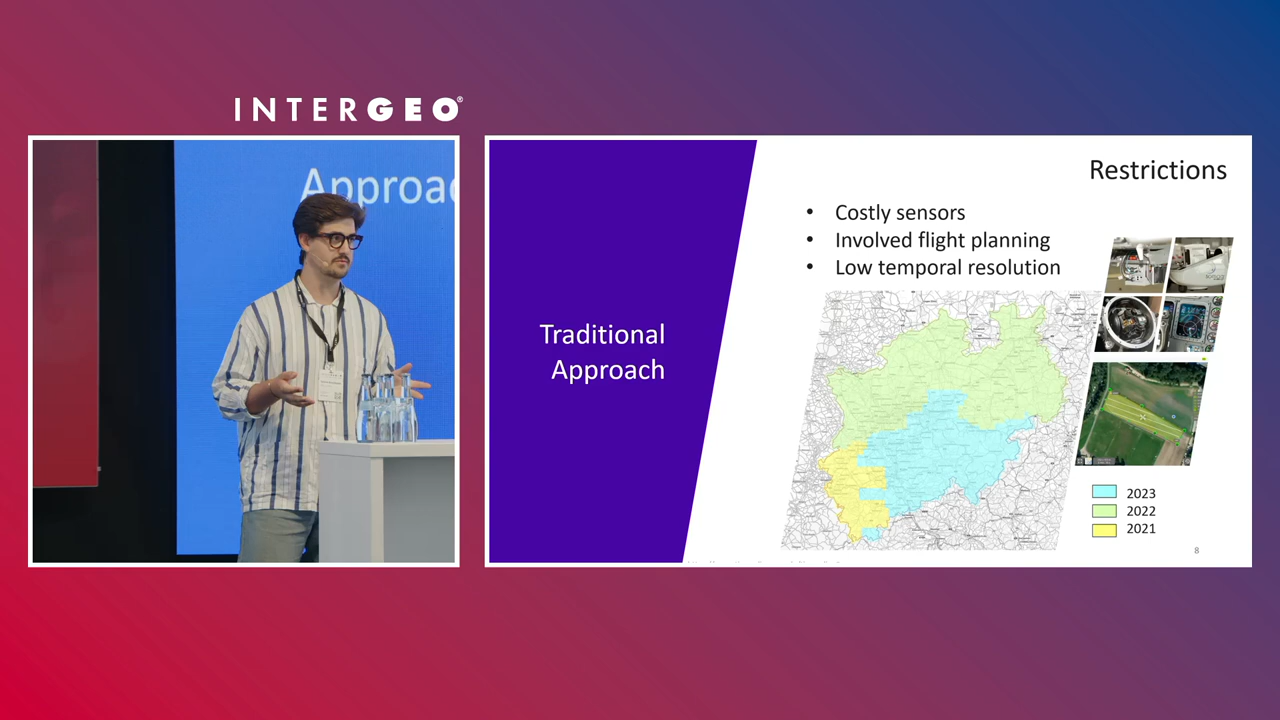 INTERGEO®
Approac
Restrictions
• Costly sensors
• Involved flight planning
• Low temporal resolution
Traditional
Approach
2023
2022
2021
8